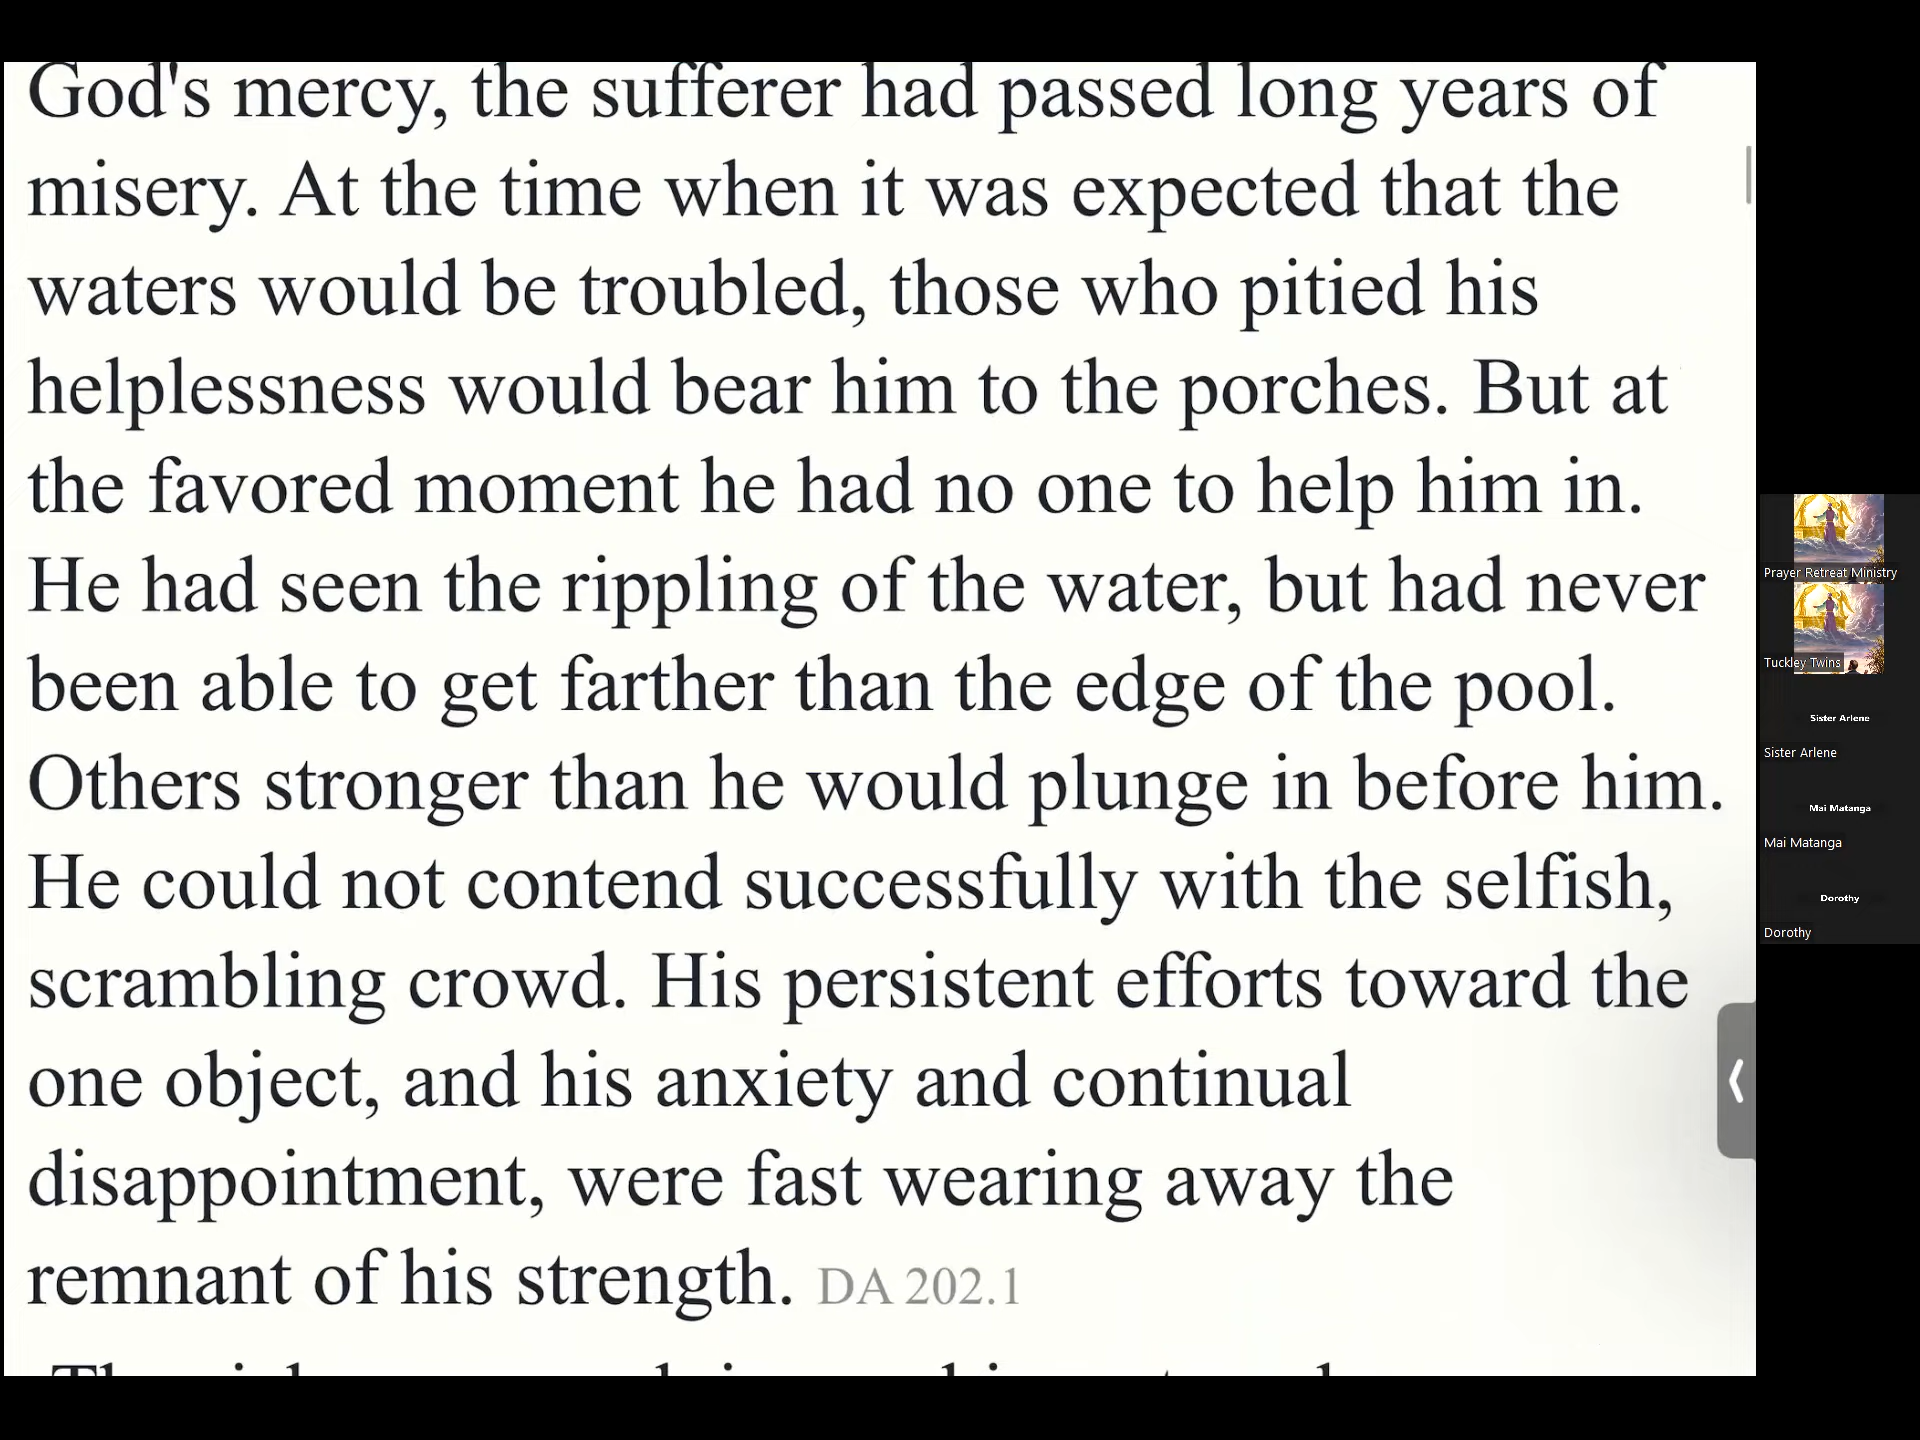 God's mercy, the sufferer had passed long years of
misery. At the time when it was expected that the
waters would be troubled, those who pitied his
helplessness would bear him to the porches. But at
the favored moment he had no one to help him in.
He had seen the rippling of the water, but had never
been able to get farther than the edge of the pool.
Others stronger than he would plunge in before him.
He could not contend successfully with the selfish,
scrambling crowd. His persistent efforts toward the
one object, and his anxiety and continual
disappointment, were fast wearing away the
remnant of his strength. DA 202.1
Prayer Retreat Ministry
Tuckley Twins
Sister Arlene
Sister Arlene
Mai Matanga
Mai Matanga
Dorothy
Dorothy